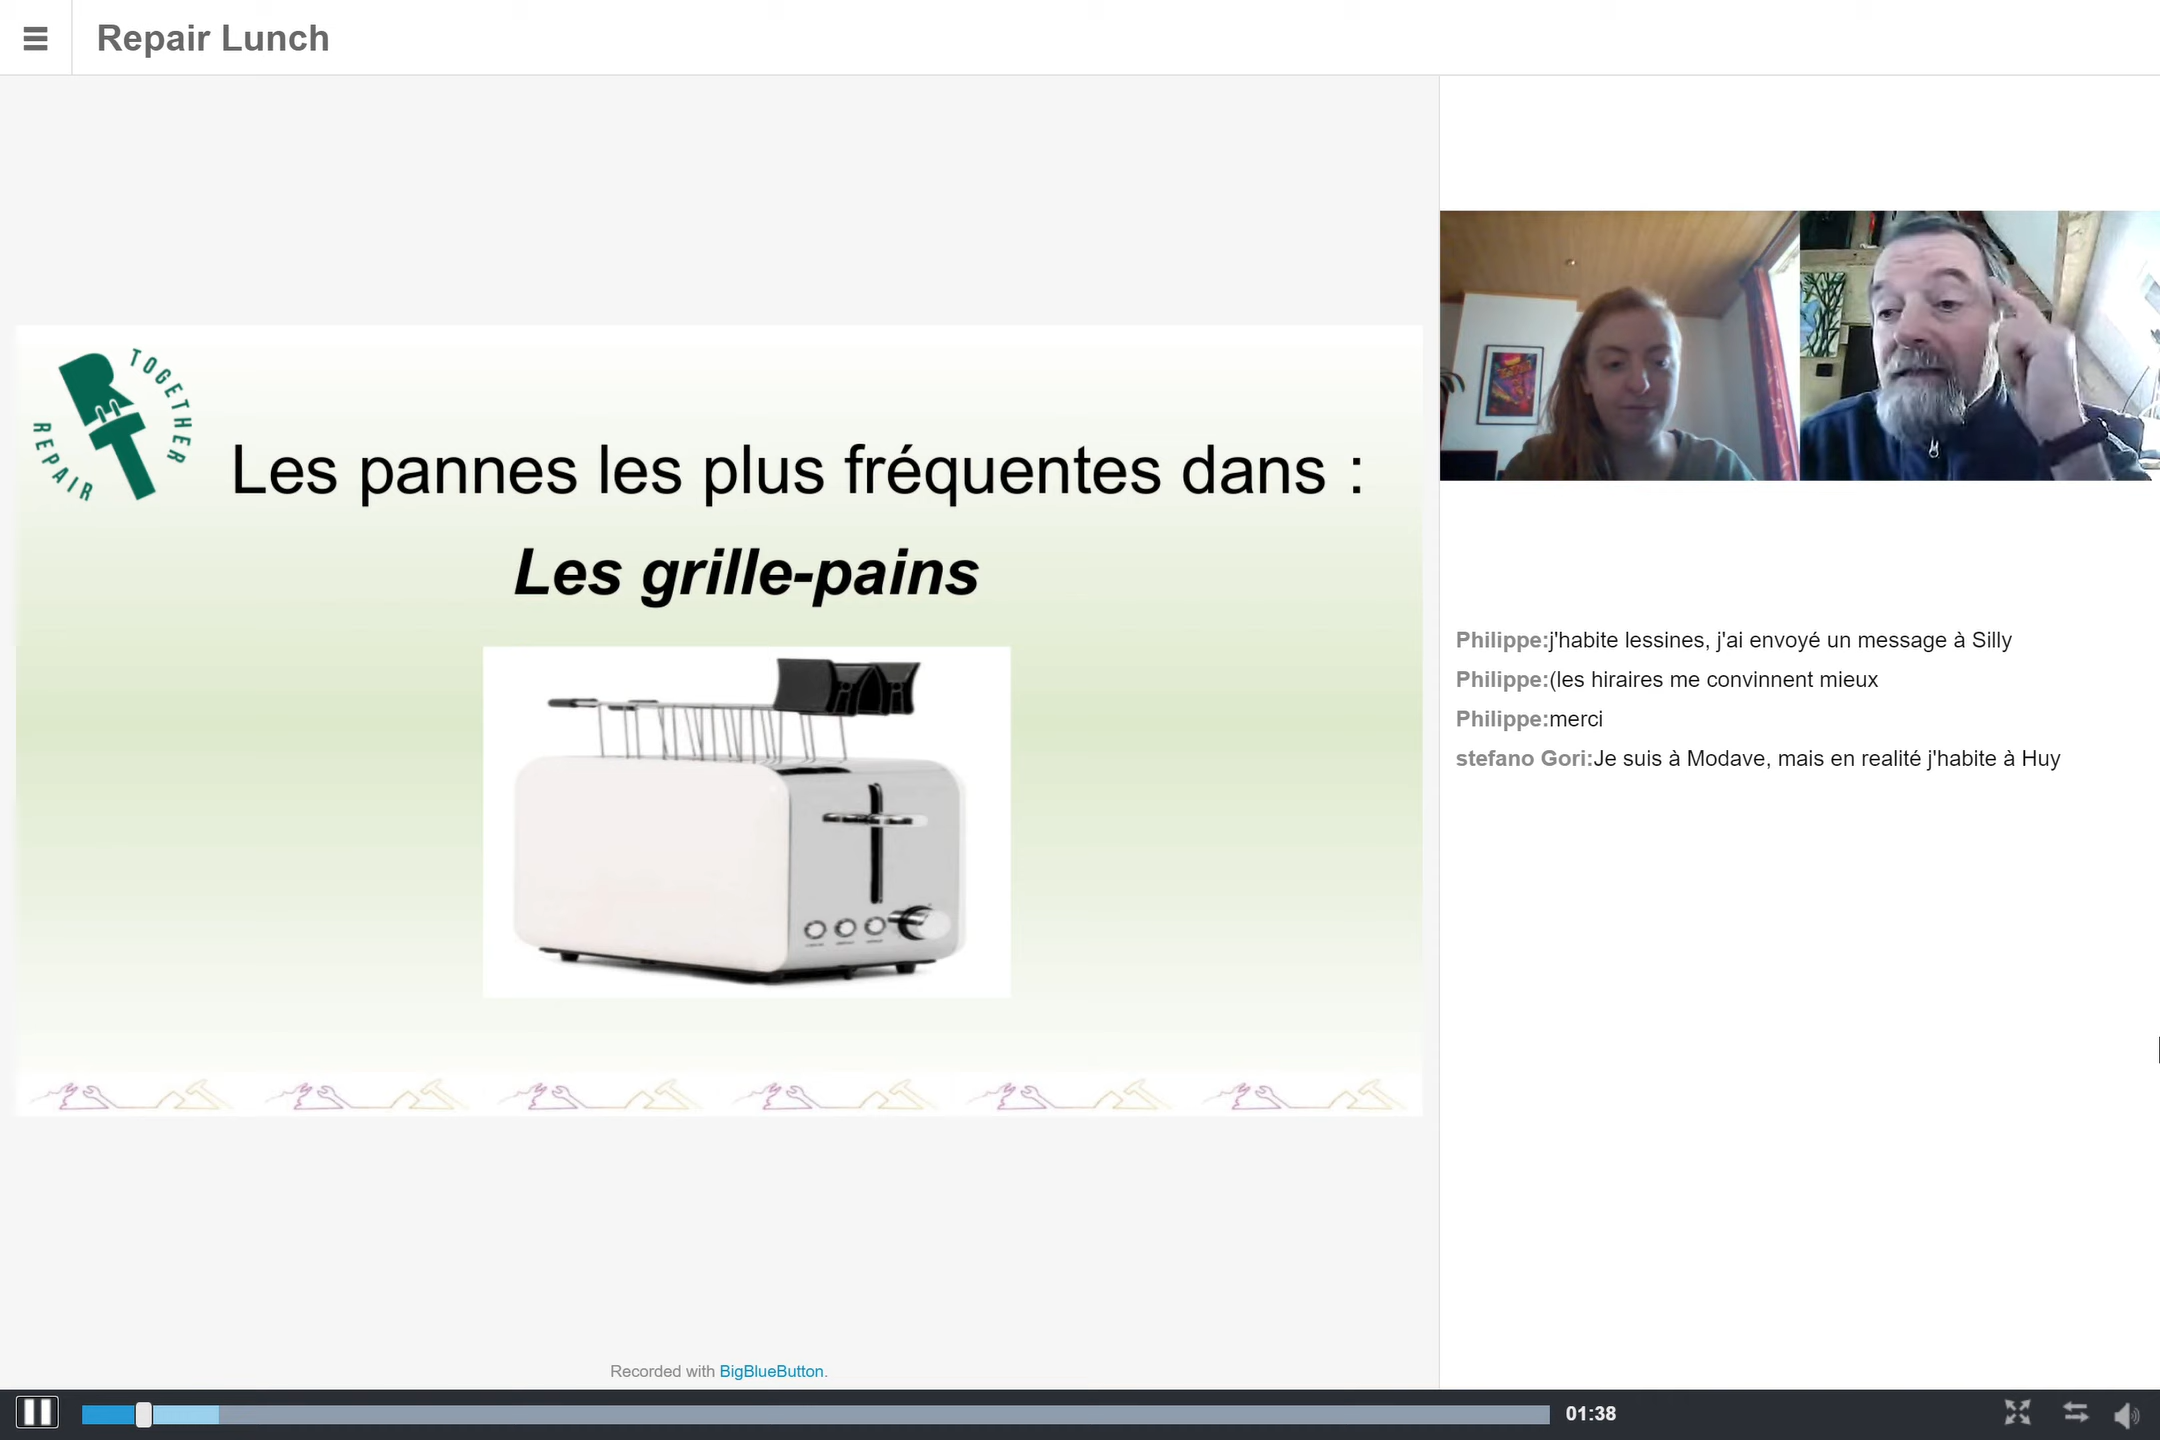 Repair Lunch
TOGETHER
REPAIR
Les pannes les plus fréquentes dans :
Les grille-pains
Philippe:j'habite lessines, j'ai envoyé un message à Silly
Philippe:(les hiraires me convinnent mieux
Philippe:merci
stefano Gori:Je suis à Modave, mais en realité j'habite à Huy
Recorded with BigBlueButton.
01:38